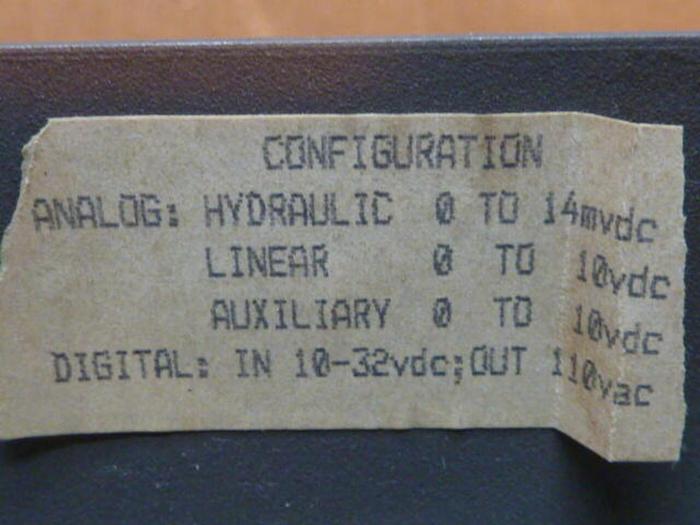 CONFIGURATION
ANALOG: HYDRAULIC 0 TO 14mvdc
LINEAR 0 TO 10vdc
AUXILIARY 0 TO 10vdc
DIGITAL: IN 10-32vdc;OUT 110vac